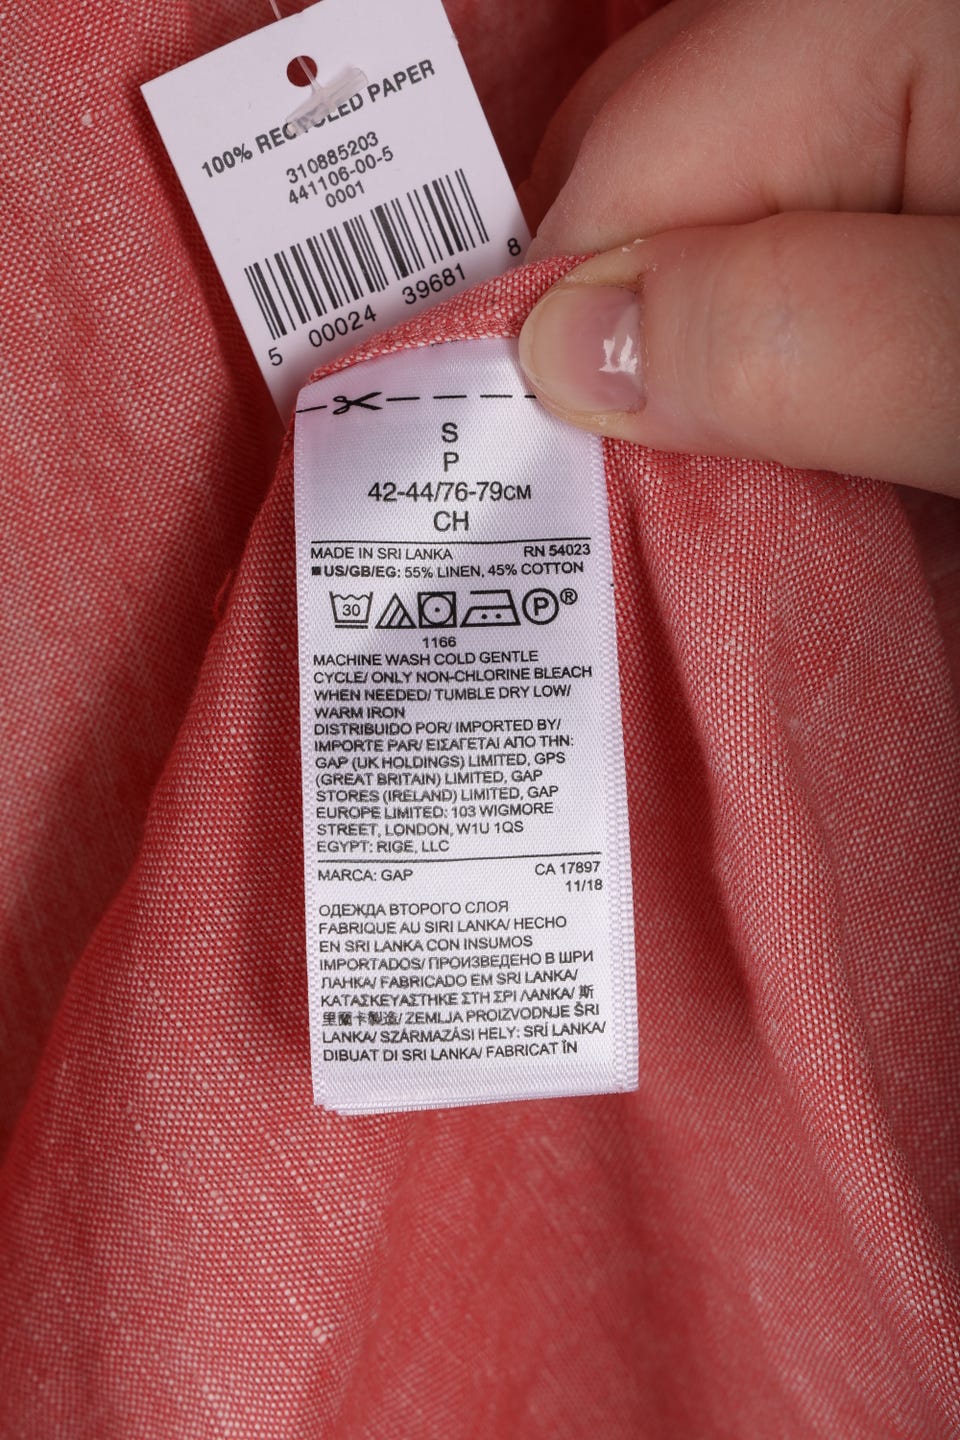 100% RECYCLED PAPER
310885203
441106-00-5
0001
5 00024 39681 8
S
P
42-44/76-79CM
CH
MADE IN SRI LANKA RN 54023
■ US/GB/EG: 55% LINEN, 45% COTTON
30 P ®
1166
MACHINE WASH COLD GENTLE
CYCLE/ ONLY NON-CHLORINE BLEACH
WHEN NEEDED/ TUMBLE DRY LOW/
WARM IRON
DISTRIBUIDO POR/ IMPORTED BY/
IMPORTE PAR/ ΕΙΣΑΓΕΤΑΙ ΑΠΟ ΤΗΝ:
GAP (UK HOLDINGS) LIMITED, GPS
(GREAT BRITAIN) LIMITED, GAP
STORES (IRELAND) LIMITED, GAP
EUROPE LIMITED: 103 WIGMORE
STREET, LONDON, W1U 1QS
EGYPT: RIGE, LLC
MARCA: GAP CA 17897
11/18
ОДЕЖДА ВТОРОГО СЛОЯ
FABRIQUE AU SIRI LANKA/ HECHO
EN SRI LANKA CON INSUMOS
IMPORTADOS/ ПРОИЗВЕДЕНО В ШРИ
ЛАНКА/ FABRICADO EM SRI LANKA/
ΚΑΤΑΣΚΕΥΑΣΤΗΚΕ ΣΤΗ ΣΡΙ ΛΑΝΚΑ/ 斯
里蘭卡製造/ ZEMLJA PROIZVODNJE ŠRI
LANKA/ SZÁRMAZÁSI HELY: SRÍ LANKA/
DIBUAT DI SRI LANKA/ FABRICAT ÎN